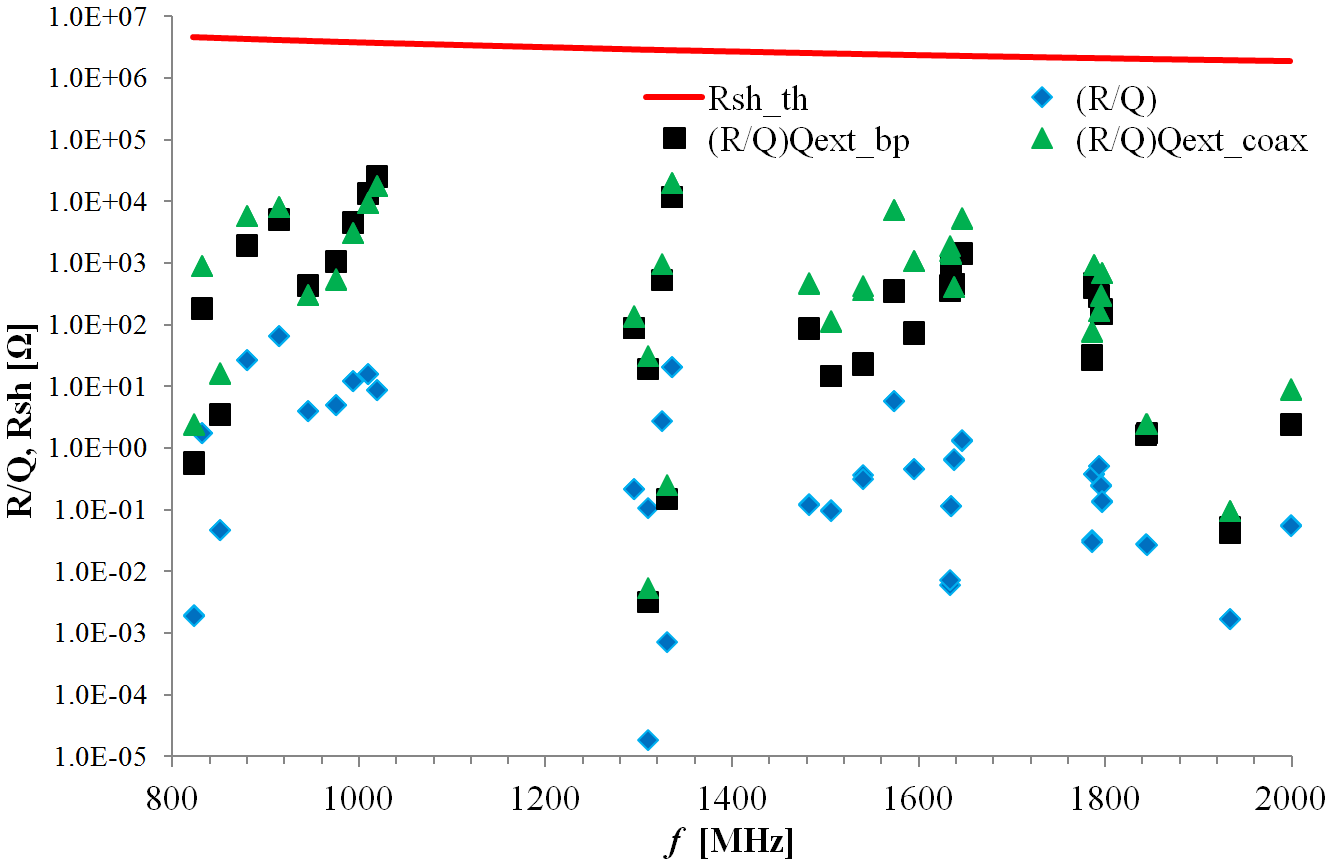 1.0E+07
1.0E+06
1.0E+05
1.0E+04
1.0E+03
1.0E+02
1.0E+01
1.0E+00
1.0E-01
1.0E-02
1.0E-03
1.0E-04
1.0E-05
R/Q, Rsh [Ω]
Rsh_th (R/Q)
(R/Q)Qext_bp (R/Q)Qext_coax
800 1000 1200 1400 1600 1800 2000
f [MHz]